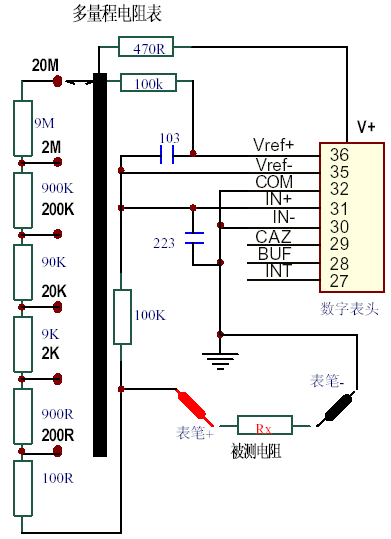 多量程电阻表
470R
20M
100k
V+
9M
103
2M
Vref+
36
Vref-
35
900K
COM
32
200K
IN+
31
IN-
30
223
CAZ
29
90K
BUF
28
INT
27
20K
数字表头
100K
9K
2K
表笔-
900R
表笔+
Rx
200R
被测电阻
100R